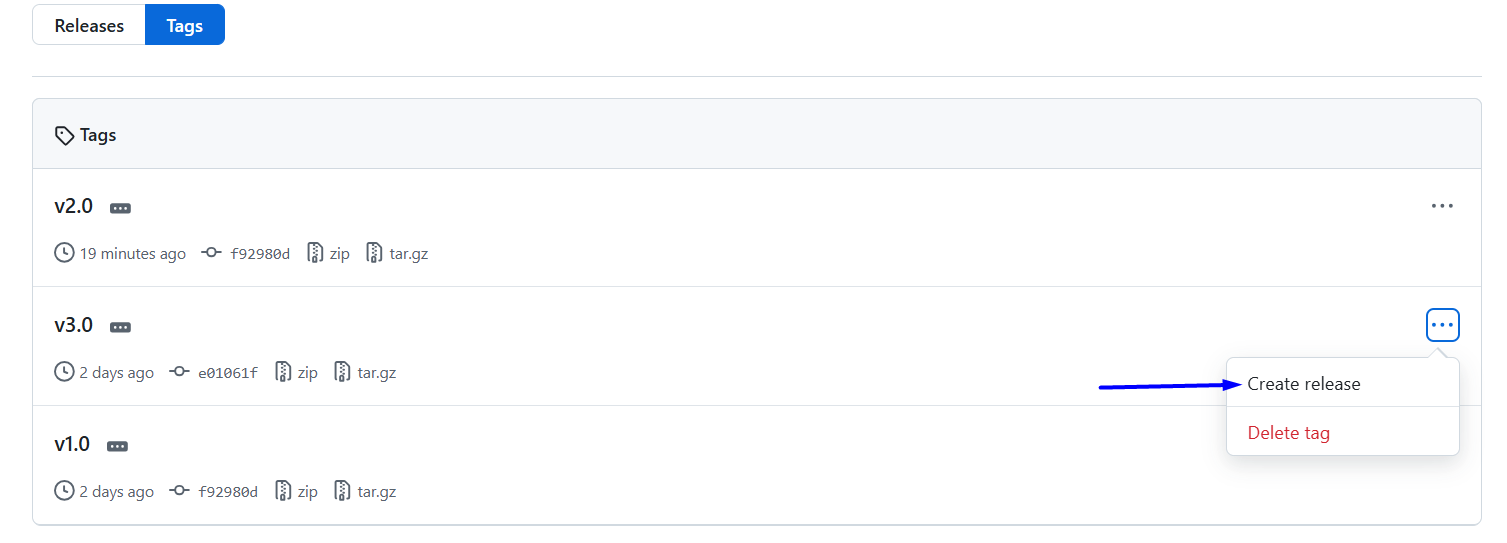 Releases Tags
Tags
v2.0
19 minutes ago f92980d zip tar.gz
v3.0
2 days ago e01061f zip tar.gz
Create release
Delete tag
v1.0
2 days ago f92980d zip tar.gz